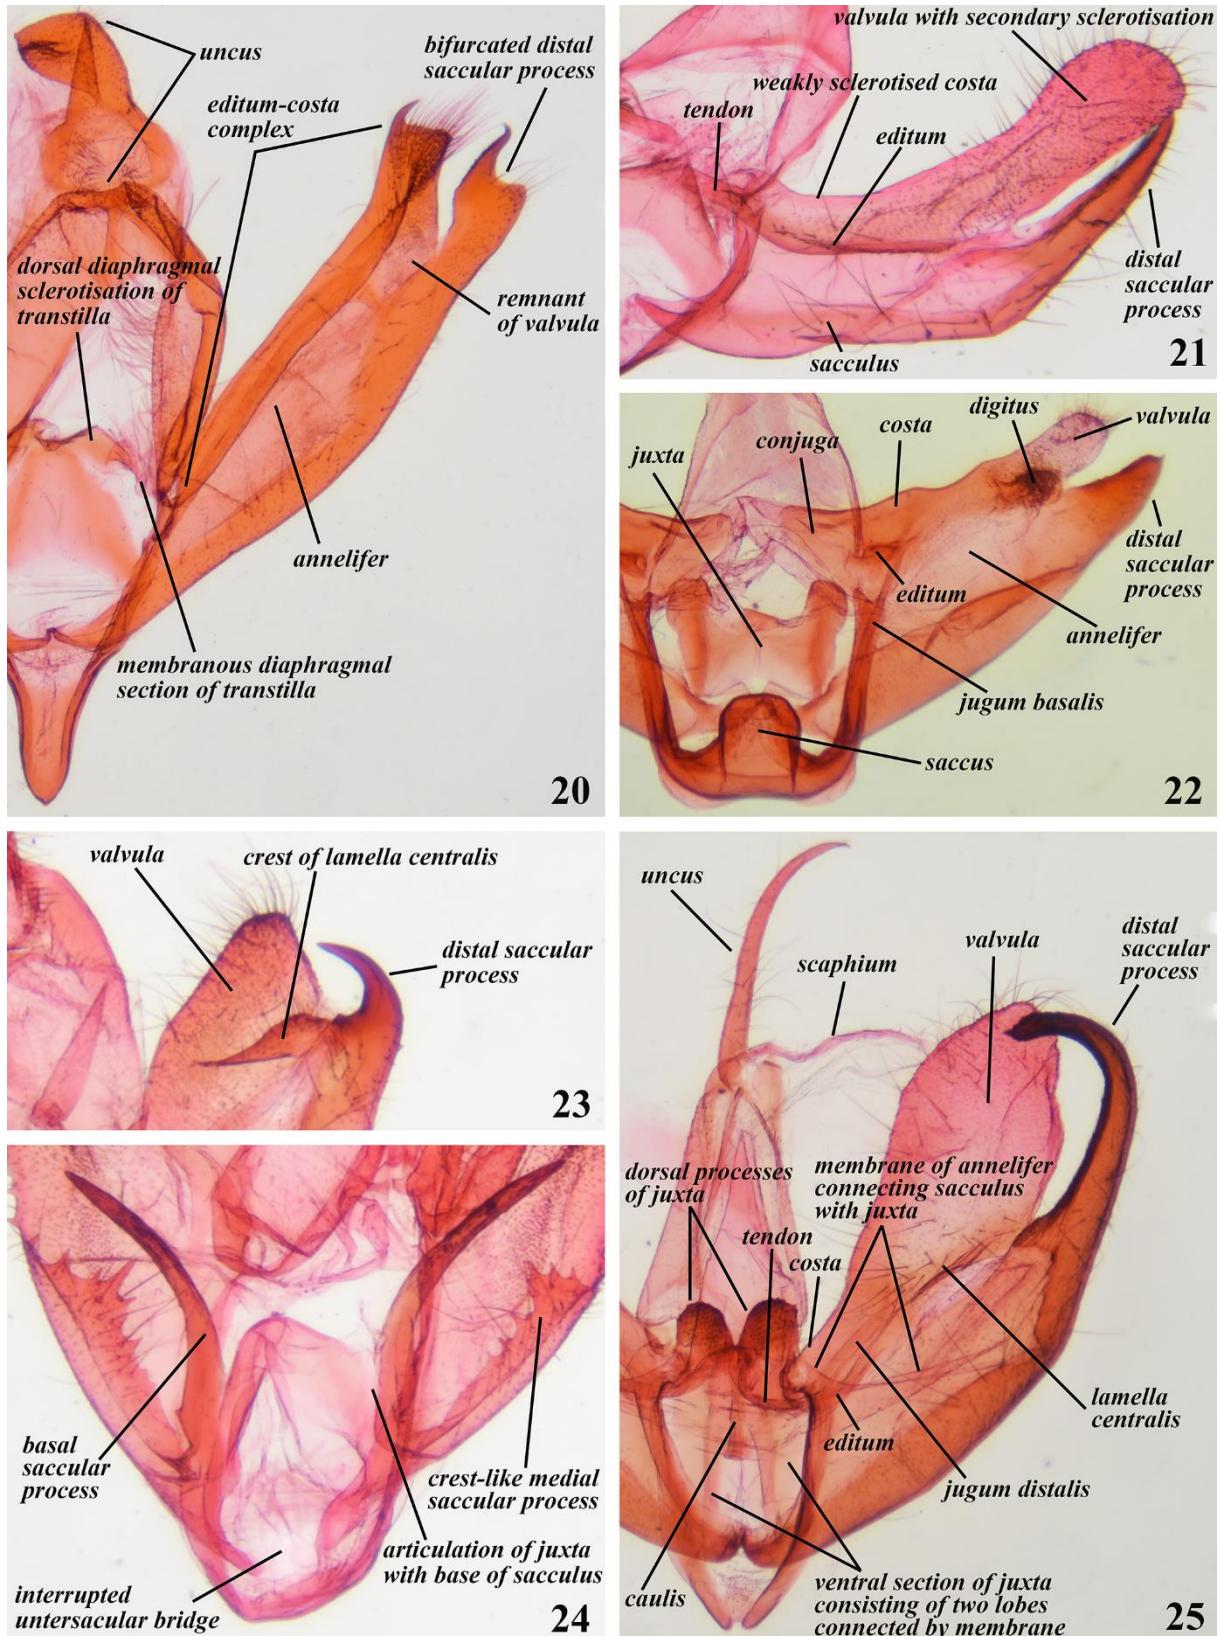 uncus
bifurcated distal
saccular process
editum-costa
complex
dorsal diaphragmal
sclerotisation of
transtilla
remnant
of valvula
annelifer
membranous diaphragmal
section of transtilla
20
valvula with secondary sclerotisation
weakly sclerotised costa
tendon
editum
distal
saccular
process
sacculus
21
digitus
valvula
costa
conjuga
juxta
distal
saccular
process
editum
annelifer
jugum basalis
saccus
22
valvula
crest of lamella centralis
distal saccular
process
23
basal
saccular
process
crest-like medial
saccular process
articulation of juxta
with base of sacculus
interrupted
untersacular bridge
24
uncus
distal
saccular
process
valvula
scaphium
dorsal processes
of juxta
membrane of annelifer
connecting sacculus
with juxta
tendon
costa
lamella
centralis
editum
jugum distalis
caulis
ventral section of juxta
consisting of two lobes
connected by membrane
25